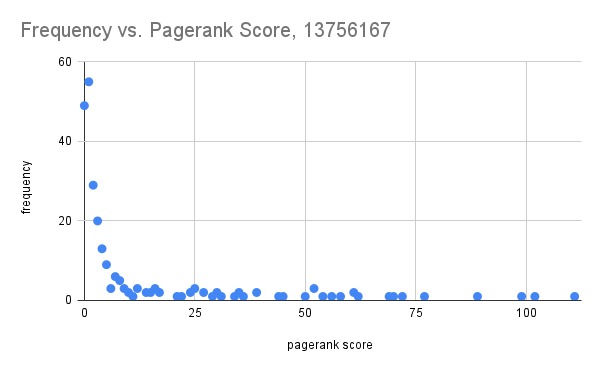 Frequency vs. Pagerank Score, 13756167
60
40
20
0
frequency
0 25 50 75 100
pagerank score